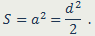 S = a² = d²/2 .